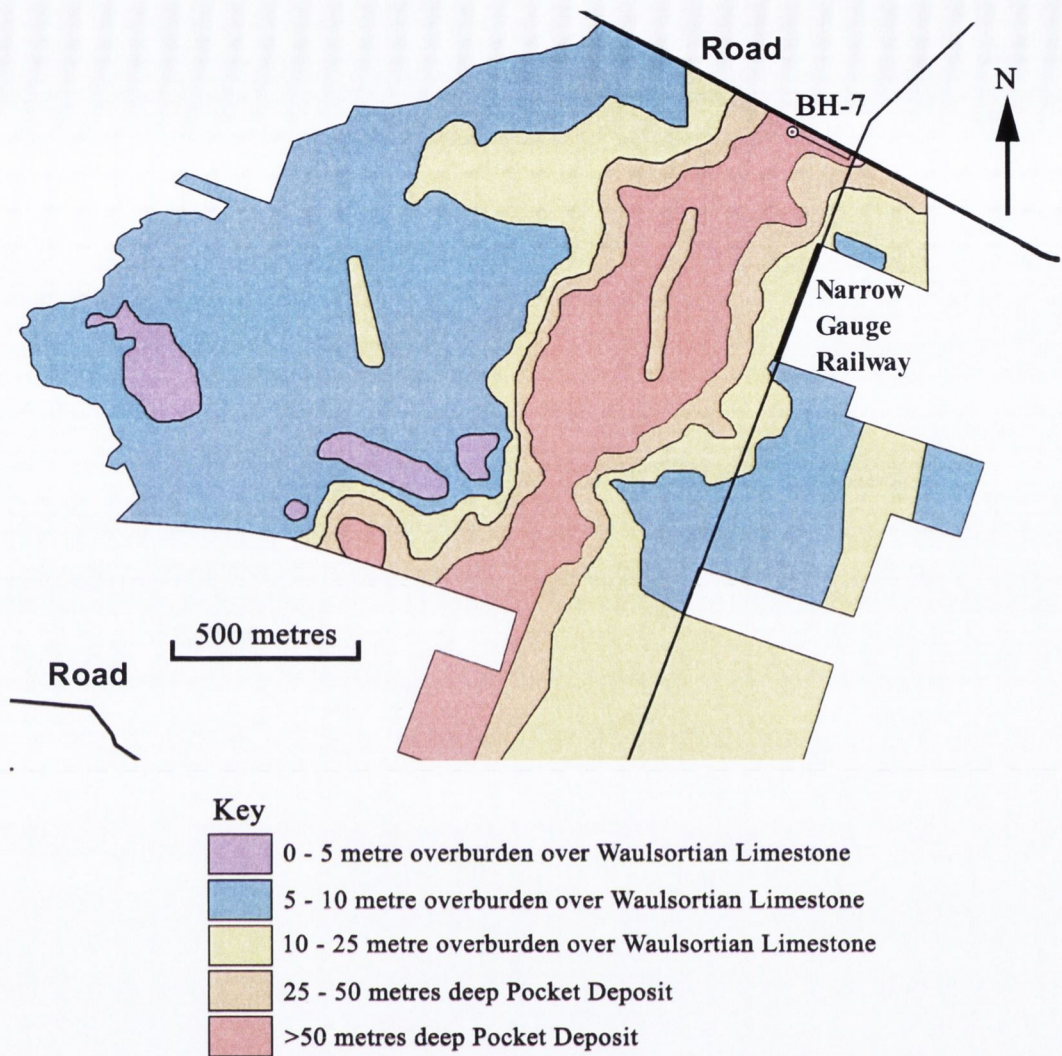 Road
BH-7
N
Narrow
Gauge
Railway
500 metres
Road
Key
0 - 5 metre overburden over Waulsortian Limestone
5 - 10 metre overburden over Waulsortian Limestone
10 - 25 metre overburden over Waulsortian Limestone
25 - 50 metres deep Pocket Deposit
>50 metres deep Pocket Deposit